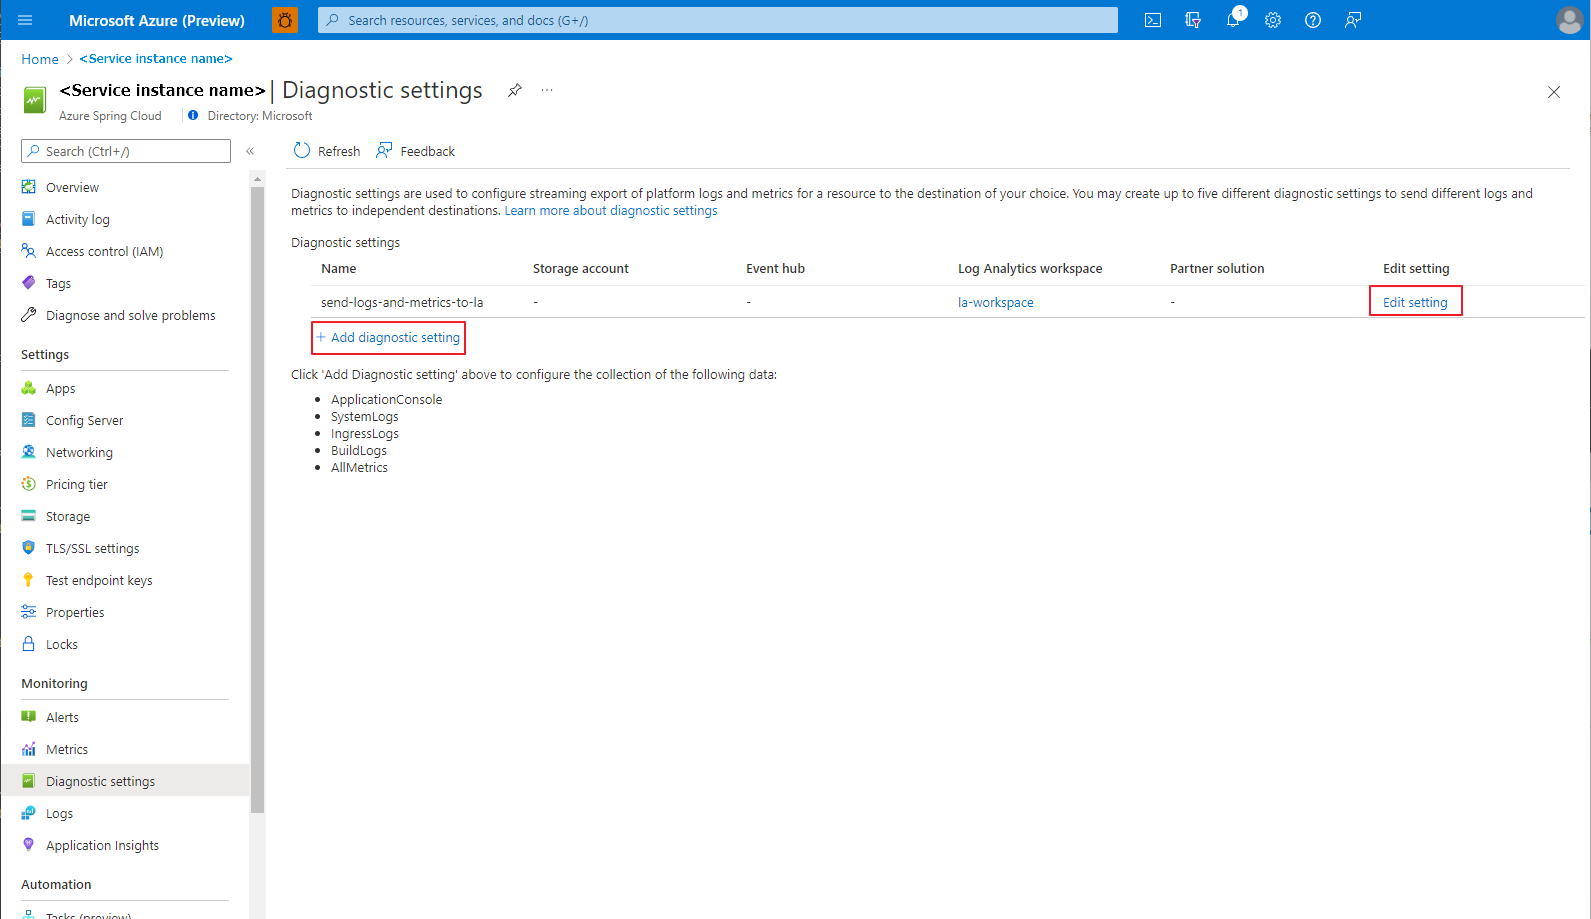 Microsoft Azure (Preview)
Search resources, services, and docs (G+/)
1
Home > <Service instance name>
<Service instance name> | Diagnostic settings
Azure Spring Cloud
Directory: Microsoft
Search (Ctrl+/)
«
Overview
Activity log
Access control (IAM)
Tags
Diagnose and solve problems
Settings
Apps
Config Server
Networking
Pricing tier
Storage
TLS/SSL settings
Test endpoint keys
Properties
Locks
Monitoring
Alerts
Metrics
Diagnostic settings
Logs
Application Insights
Automation
Tasks (preview)
Refresh
Feedback
Diagnostic settings are used to configure streaming export of platform logs and metrics for a resource to the destination of your choice. You may create up to five different diagnostic settings to send different logs and
metrics to independent destinations. Learn more about diagnostic settings
Diagnostic settings
Name Storage account Event hub Log Analytics workspace Partner solution Edit setting
send-logs-and-metrics-to-la - - la-workspace - Edit setting
+ Add diagnostic setting
Click 'Add Diagnostic setting' above to configure the collection of the following data:
• ApplicationConsole
• SystemLogs
• IngressLogs
• BuildLogs
• AllMetrics